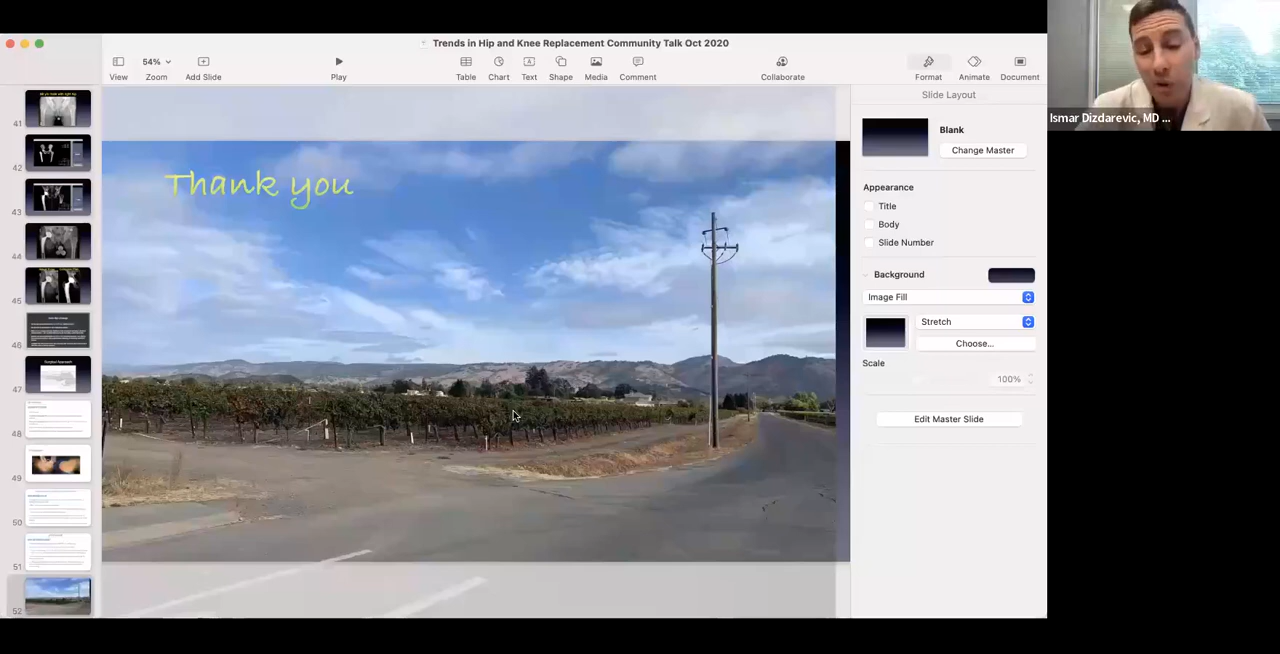 Trends in Hip and Knee Replacement Community Talk Oct 2020
54%
View
Zoom
Add Slide
Play
Table
Chart
Text
Shape
Media
Comment
Collaborate
Format
Animate
Document
41
42
43
44
45
46
47
48
49
50
51
52
Thank you
Slide Layout
Blank
Change Master
Appearance
Title
Body
Slide Number
Background
Image Fill
Stretch
Choose...
Scale
100%
Edit Master Slide
Ismar Dizdarevic, MD ...